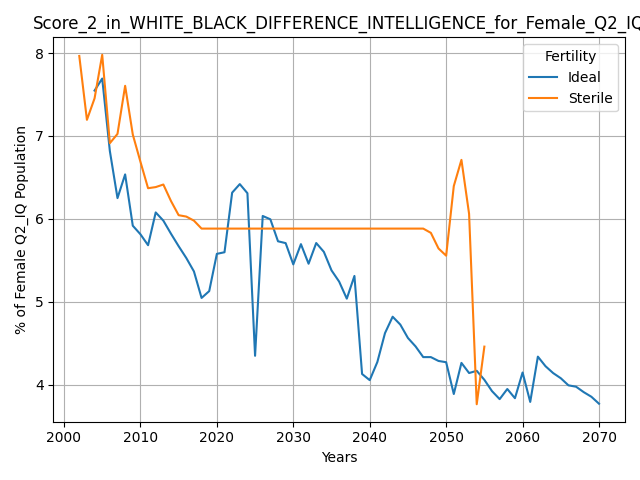 Score_2_in_WHITE_BLACK_DIFFERENCE_INTELLIGENCE_for_Female_Q2_IQ
Fertility
Ideal
Sterile
% of Female Q2_IQ Population
8
7
6
5
4
2000 2010 2020 2030 2040 2050 2060 2070
Years